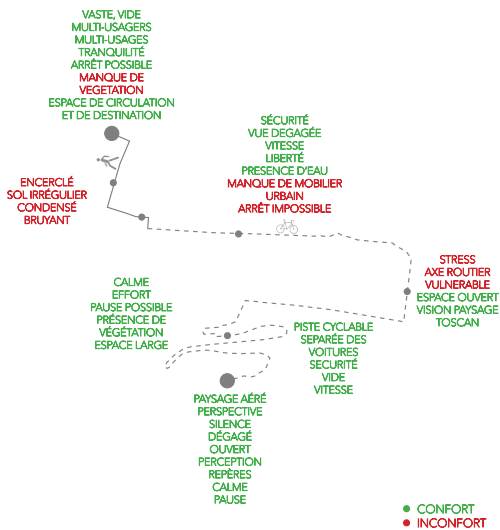 VASTE, VIDE
MULTI-USAGERS
MULTI-USAGES
TRANQUILITÉ
ARRÊT POSSIBLE
MANQUE DE
VEGETATION
ESPACE DE CIRCULATION
ET DE DESTINATION
SÉCURITÉ
VUE DEGAGÉE
VITESSE
LIBERTÉ
PRESENCE D'EAU
MANQUE DE MOBILIER
URBAIN
ARRÊT IMPOSSIBLE
ENCERCLÉ
SOL IRRÉGULIER
CONDENSÉ
BRUYANT
STRESS
AXE ROUTIER
VULNERABLE
ESPACE OUVERT
VISION PAYSAGE
TOSCAN
CALME
EFFORT
PAUSE POSSIBLE
PRÉSENCE DE
VÉGÉTATION
ESPACE LARGE
PISTE CYCLABLE
SEPARÉE DES
VOITURES
SECURITÉ
VIDE
VITESSE
PAYSAGE AÉRÉ
PERSPECTIVE
SILENCE
DÉGAGÉ
OUVERT
PERCEPTION
REPÈRES
CALME
PAUSE
CONFORT
INCONFORT